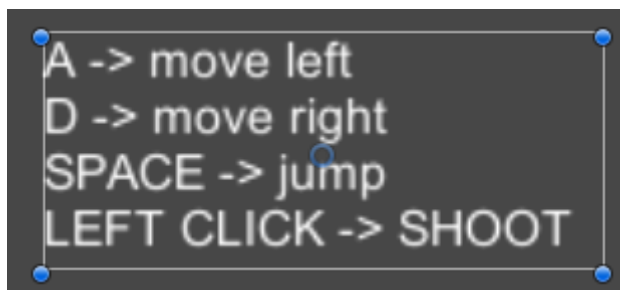 A -> move left
D -> move right
SPACE -> jump
LEFT CLICK -> SHOOT